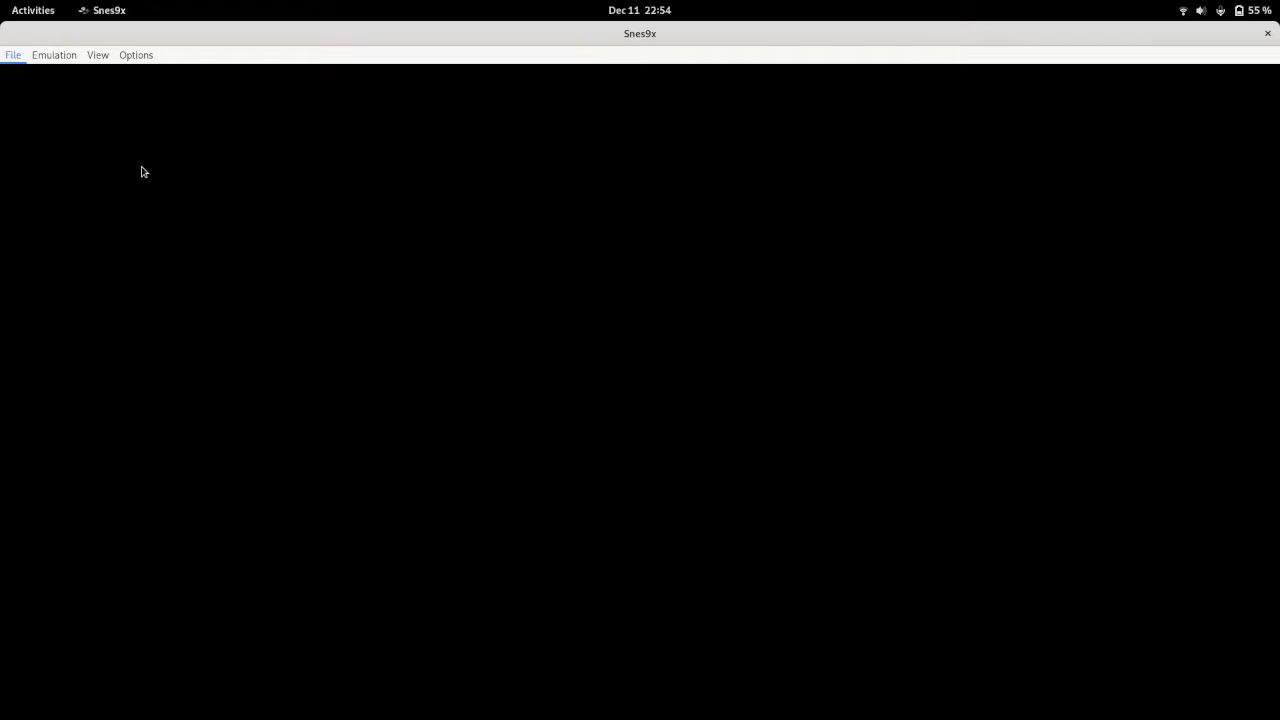 Activities Snes9x Dec 11 22:54 55 %
Snes9x
File Emulation View Options